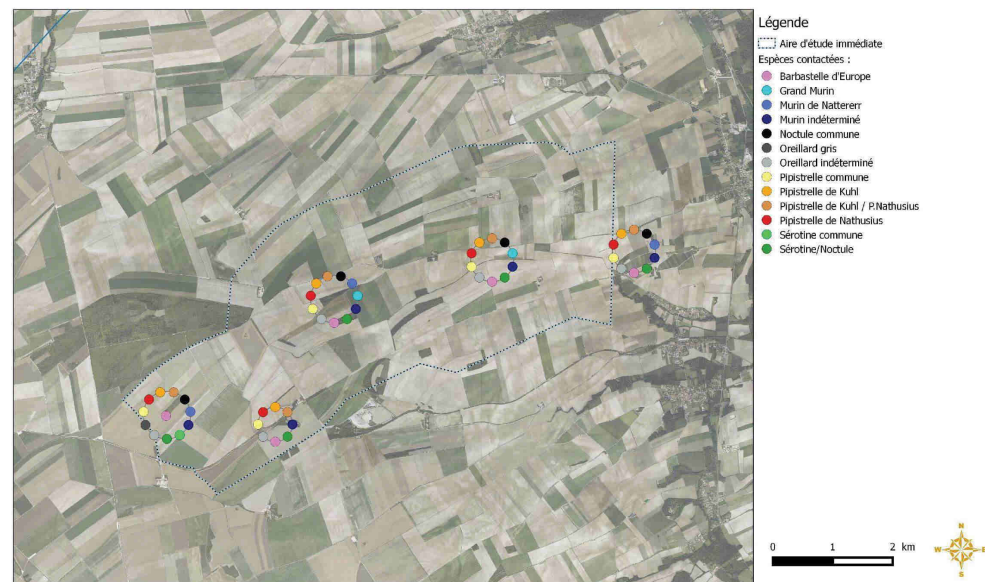 Légende
Aire d'étude immédiate
Espèces contactées :
Barbastelle d'Europe
Grand Murin
Murin de Nattererr
Murin indéterminé
Noctule commune
Oreillard gris
Oreillard indéterminé
Pipistrelle commune
Pipistrelle de Kuhl
Pipistrelle de Kuhl / P.Nathusius
Pipistrelle de Nathusius
Sérotine commune
Sérotine/Noctule
0 1 2 km
N
W E
S